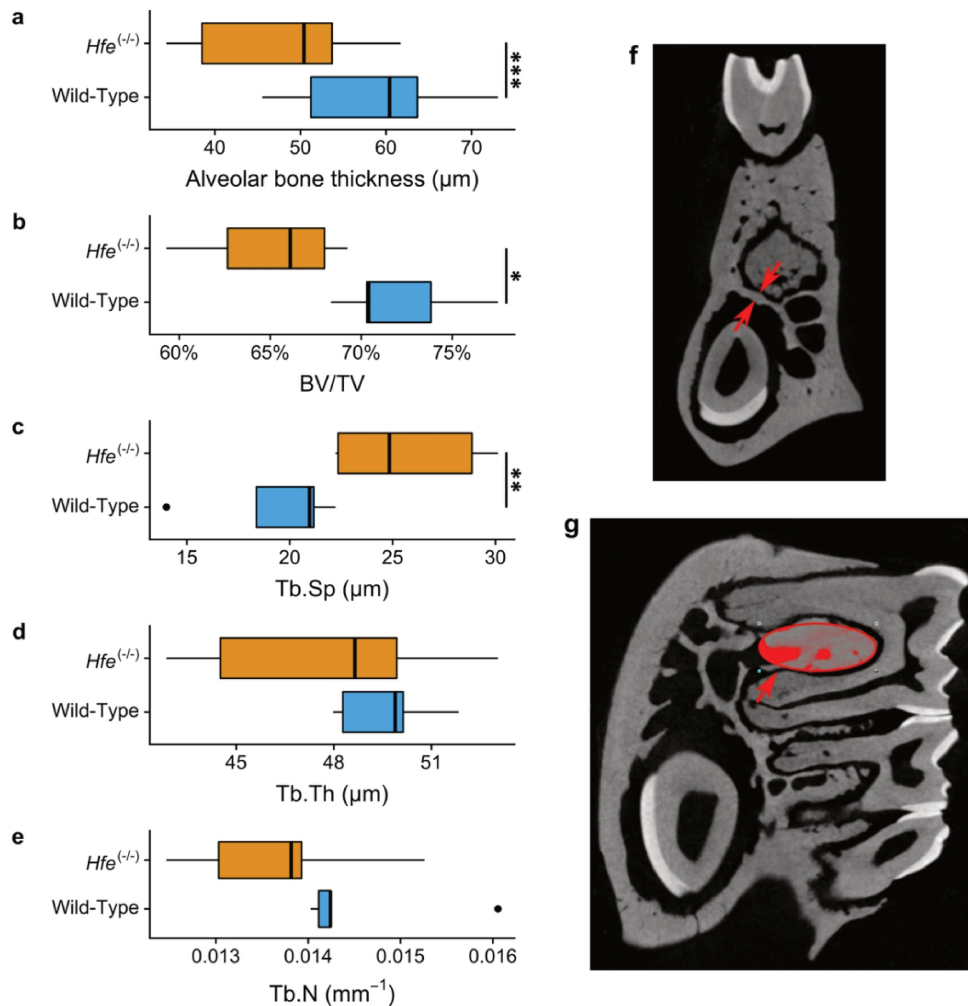 a
Hfe(-/-)
Wild-Type
***
40 50 60 70
Alveolar bone thickness (µm)
b
Hfe(-/-)
Wild-Type
*
60% 65% 70% 75%
BV/TV
c
Hfe(-/-)
Wild-Type
**
15 20 25 30
Tb.Sp (µm)
d
Hfe(-/-)
Wild-Type
45 48 51
Tb.Th (µm)
e
Hfe(-/-)
Wild-Type
0.013 0.014 0.015 0.016
Tb.N (mm⁻¹)
f
g